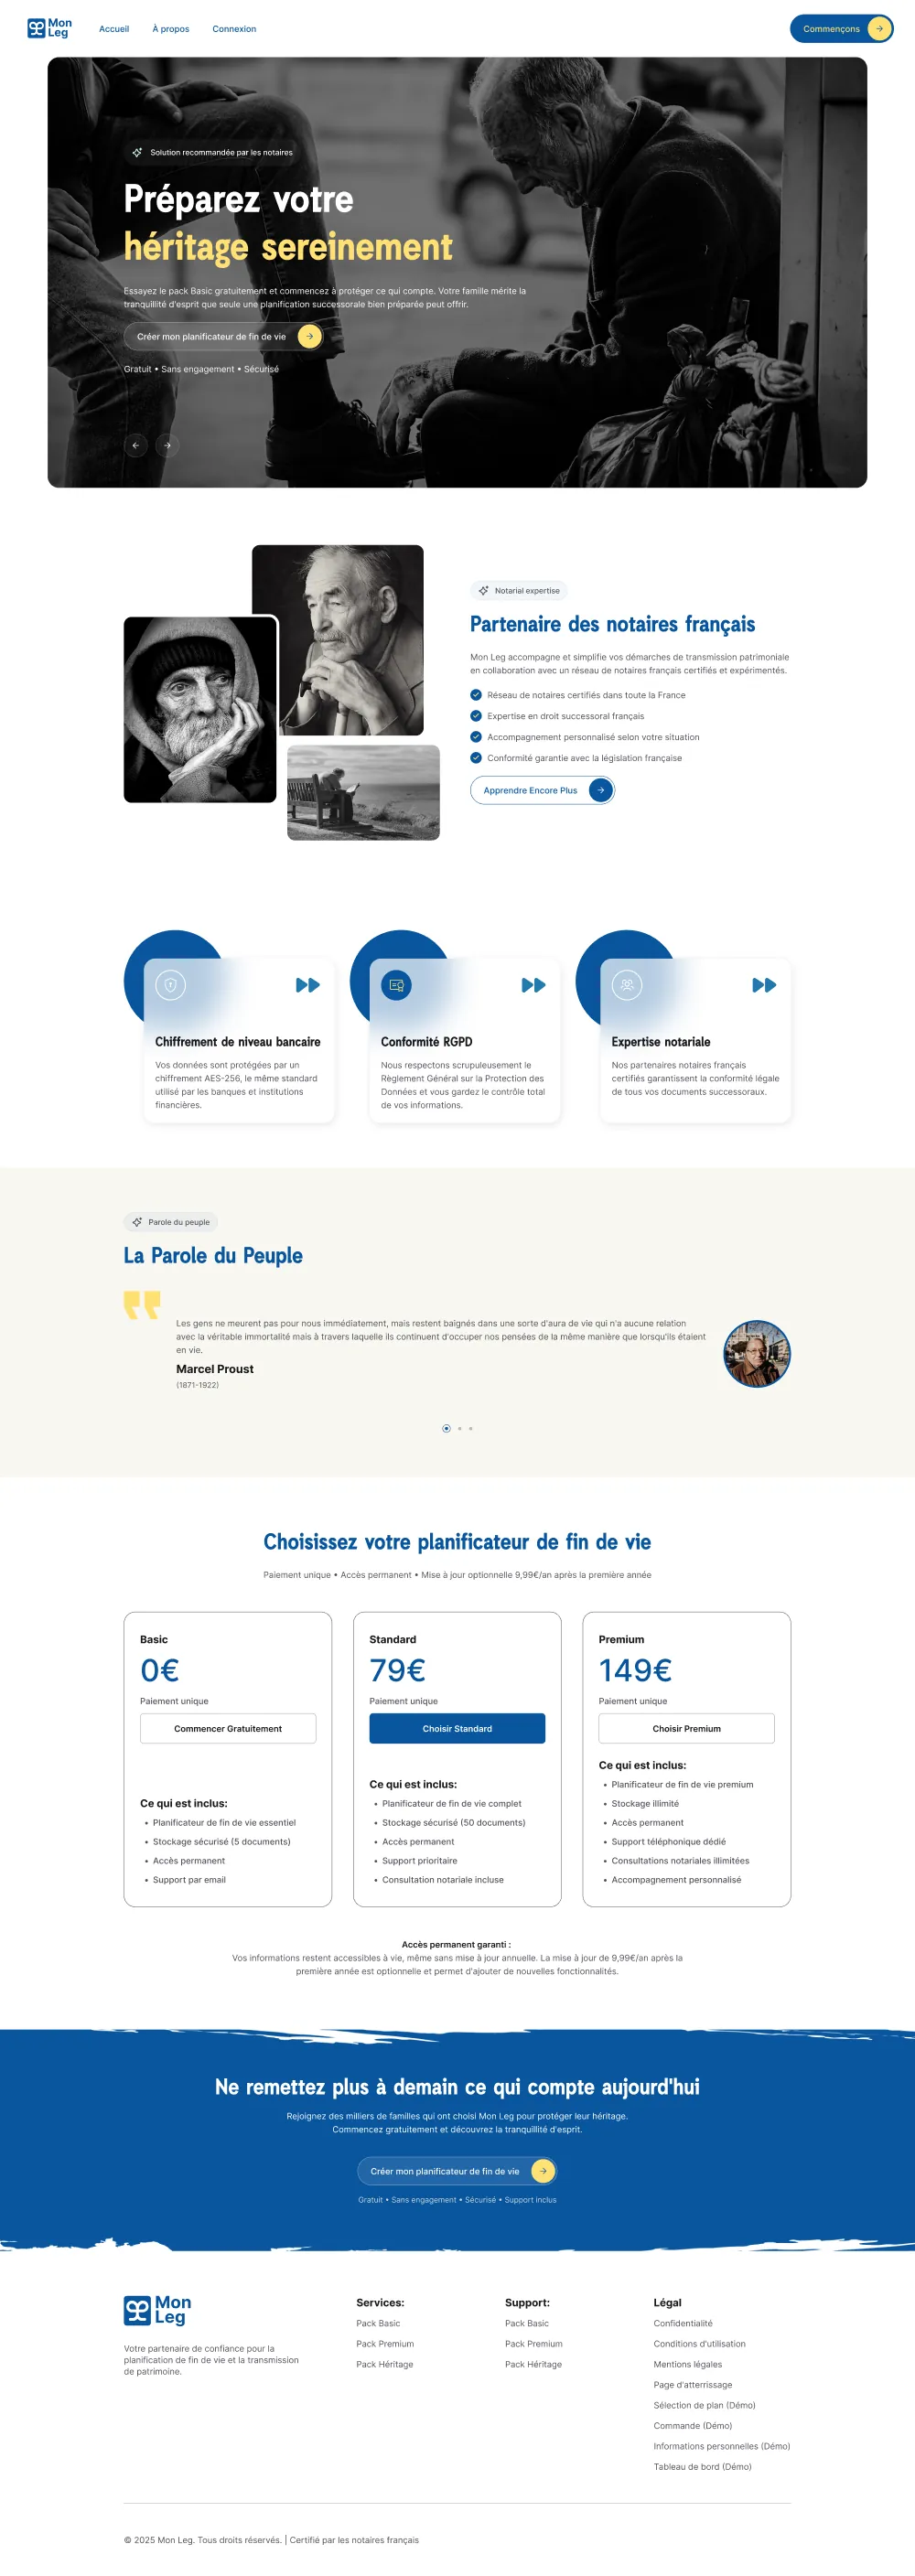 Mon
Leg
Accueil
À propos
Connexion
Commençons
Solution recommandée par les notaires
Préparez votre
héritage sereinement
Essayez le pack Basic gratuitement et commencez à protéger ce qui compte. Votre famille mérite la
tranquillité d'esprit que seule une planification successorale bien préparée peut offrir.
Créer mon planificateur de fin de vie
Gratuit • Sans engagement • Sécurisé
Notarial expertise
Partenaire des notaires français
Mon Leg accompagne et simplifie vos démarches de transmission patrimoniale
en collaboration avec un réseau de notaires français certifiés et expérimentés.
Réseau de notaires certifiés dans toute la France
Expertise en droit successoral français
Accompagnement personnalisé selon votre situation
Conformité garantie avec la législation française
Apprendre Encore Plus
Chiffrement de niveau bancaire
Vos données sont protégées par un
chiffrement AES-256, le même standard
utilisé par les banques et institutions
financières.
Conformité RGPD
Nous respectons scrupuleusement le
Règlement Général sur la Protection des
Données et vous gardez le contrôle total
de vos informations.
Expertise notariale
Nos partenaires notaires français
certifiés garantissent la conformité légale
de tous vos documents successoraux.
Parole du peuple
La Parole du Peuple
Les gens ne meurent pas pour nous immédiatement, mais restent baignés dans une sorte d'aura de vie qui n'a aucune relation
avec la véritable immortalité mais à travers laquelle ils continuent d'occuper nos pensées de la même manière que lorsqu'ils étaient
en vie.
Marcel Proust
(1871-1922)
Choisissez votre planificateur de fin de vie
Paiement unique • Accès permanent • Mise à jour optionnelle 9,99€/an après la première année
Basic
0€
Paiement unique
Commencer Gratuitement
Ce qui est inclus:
• Planificateur de fin de vie essentiel
• Stockage sécurisé (5 documents)
• Accès permanent
• Support par email
Standard
79€
Paiement unique
Choisir Standard
Ce qui est inclus:
• Planificateur de fin de vie complet
• Stockage sécurisé (50 documents)
• Accès permanent
• Support prioritaire
• Consultation notariale incluse
Premium
149€
Paiement unique
Choisir Premium
Ce qui est inclus:
• Planificateur de fin de vie premium
• Stockage illimité
• Accès permanent
• Support téléphonique dédié
• Consultations notariales illimitées
• Accompagnement personnalisé
Accès permanent garanti :
Vos informations restent accessibles à vie, même sans mise à jour annuelle. La mise à jour de 9,99€/an après la
première année est optionnelle et permet d'ajouter de nouvelles fonctionnalités.
Ne remettez plus à demain ce qui compte aujourd'hui
Rejoignez des milliers de familles qui ont choisi Mon Leg pour protéger leur héritage.
Commencez gratuitement et découvrez la tranquillité d'esprit.
Créer mon planificateur de fin de vie
Gratuit • Sans engagement • Sécurisé • Support inclus
Mon
Leg
Votre partenaire de confiance pour la
planification de fin de vie et la transmission
de patrimoine.
Services:
Pack Basic
Pack Premium
Pack Héritage
Support:
Pack Basic
Pack Premium
Pack Héritage
Légal
Confidentialité
Conditions d'utilisation
Mentions légales
Page d'atterrissage
Sélection de plan (Démo)
Commande (Démo)
Informations personnelles (Démo)
Tableau de bord (Démo)
© 2025 Mon Leg. Tous droits réservés. | Certifié par les notaires français